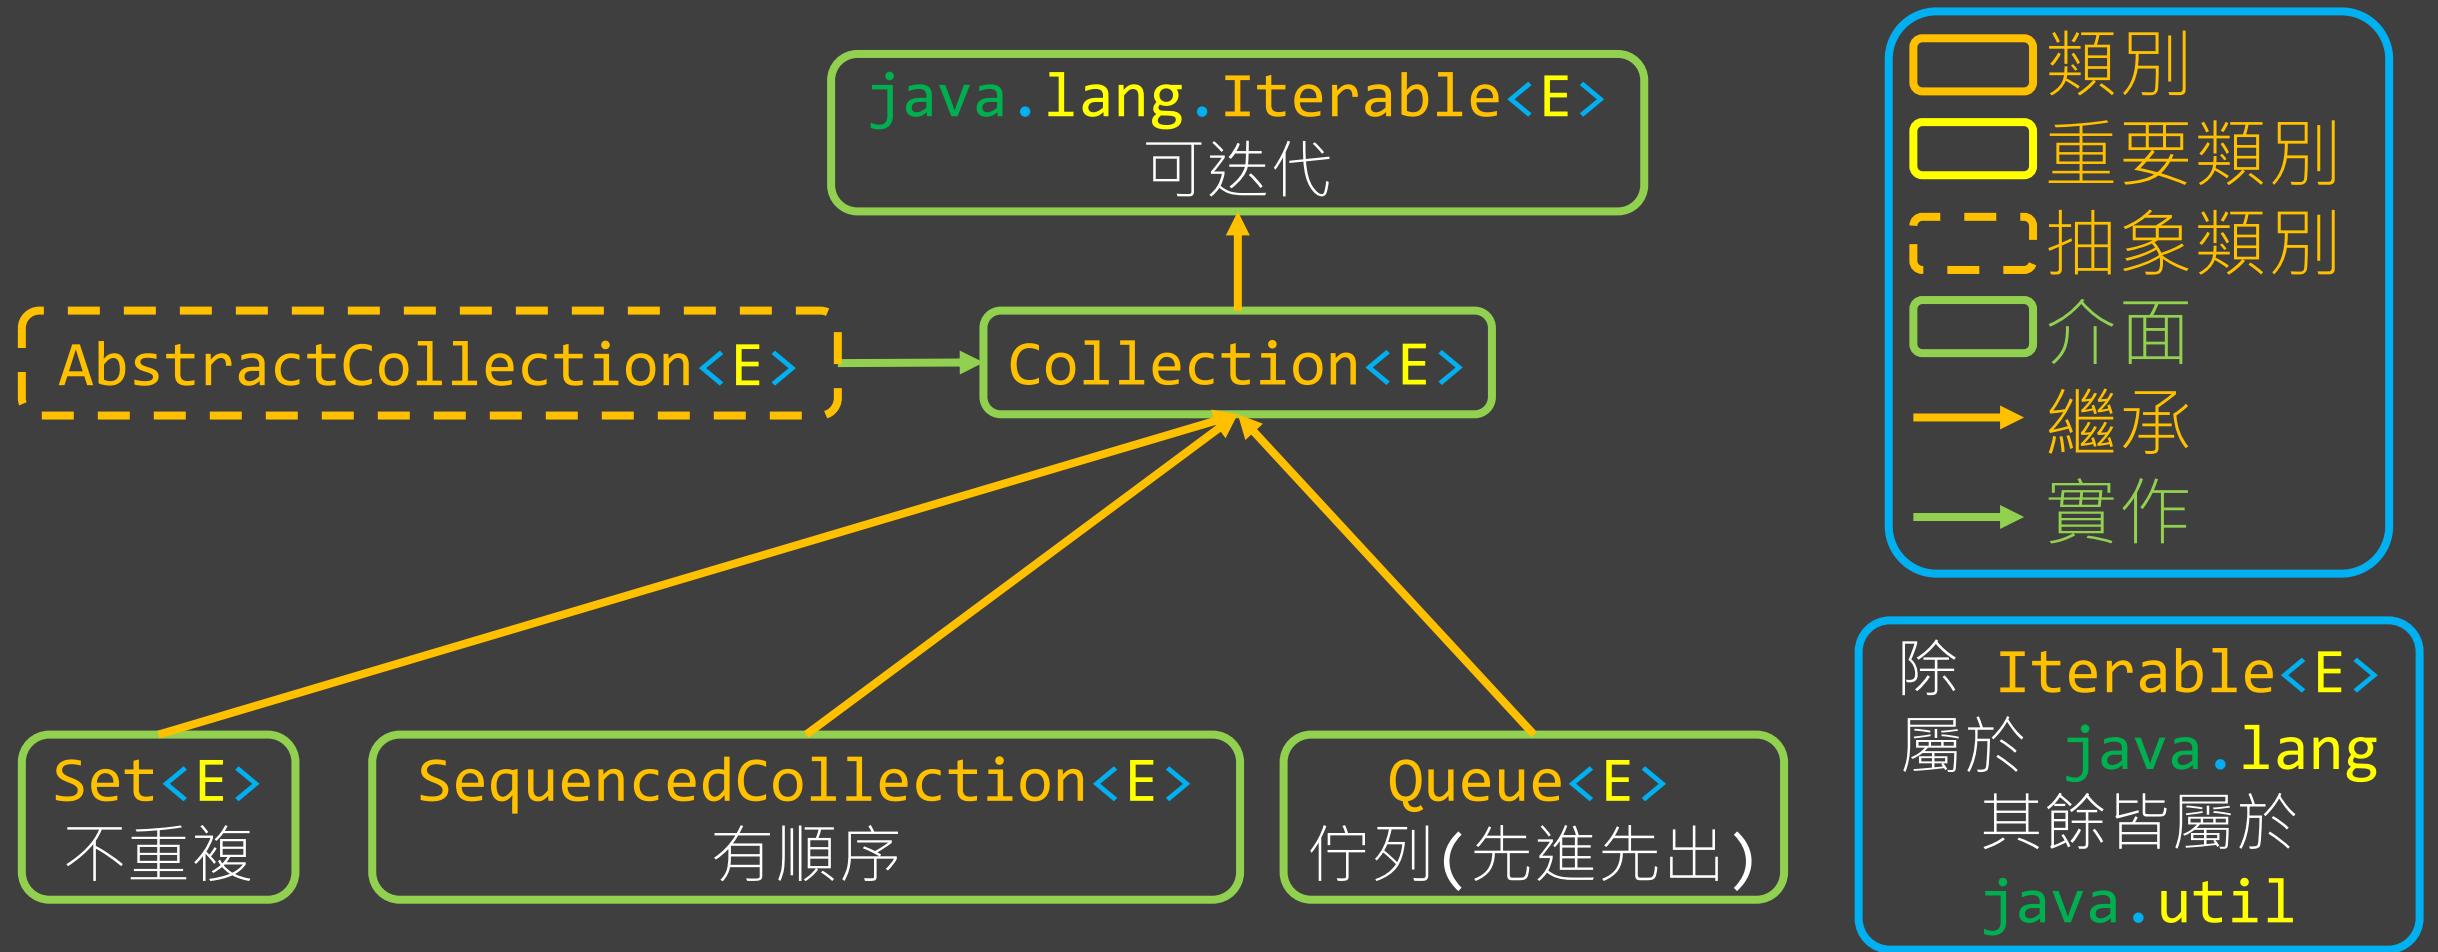 java.lang.Iterable<E>
可迭代
AbstractCollection<E>
Collection<E>
Set<E>
不重複
SequencedCollection<E>
有順序
Queue<E>
佇列(先進先出)
類別
重要類別
抽象類別
介面
繼承
實作
除 Iterable<E>
屬於 java.lang
其餘皆屬於
java.util